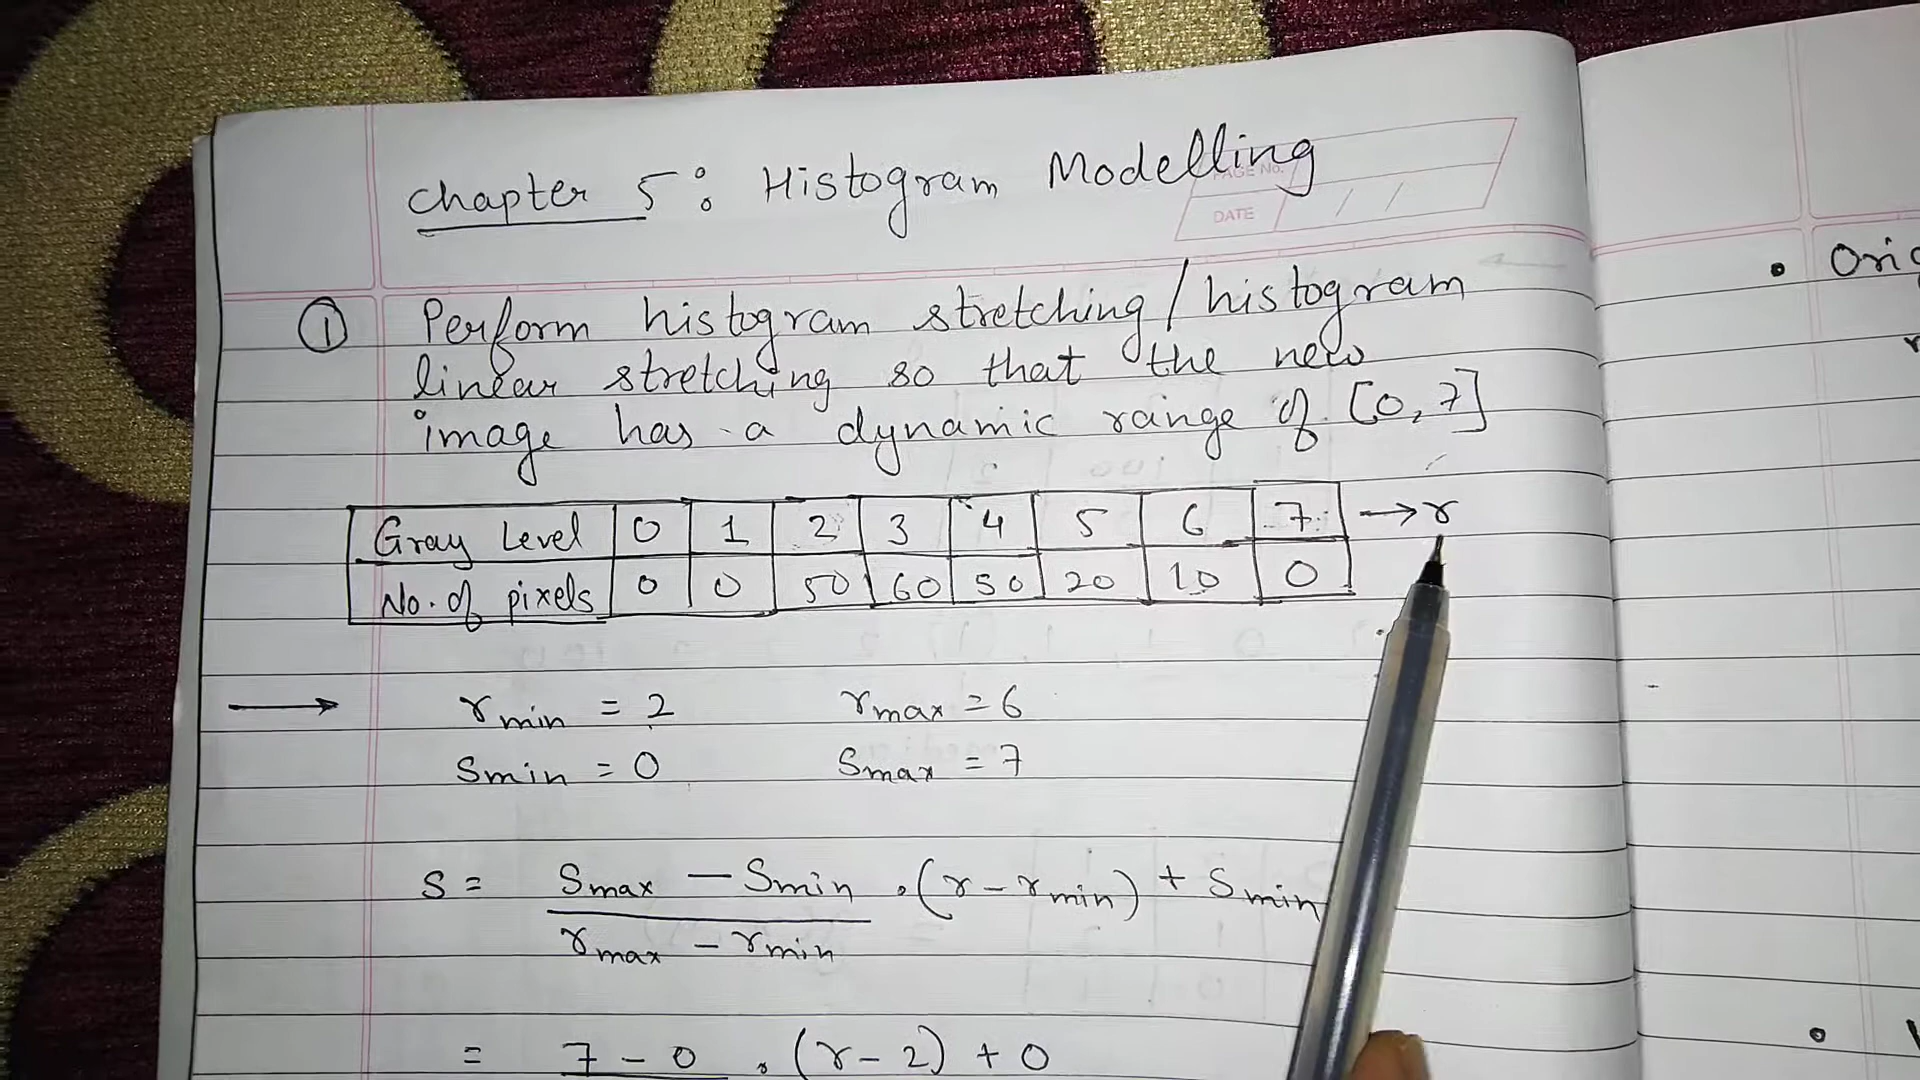 Chapter 5: Histogram Modelling
PAGE No.
DATE / /
① Perform histogram stretching / histogram
linear stretching so that the new
image has a dynamic range of [0, 7]
Gray Level 0 1 2 3 4 5 6 7 → r
No. of pixels 0 0 50 60 50 20 10 0
→ rmin = 2 rmax = 6
Smin = 0 Smax = 7
S = Smax - Smin . (r - rmin) + Smin
rmax - rmin
= 7 - 0 . (r - 2) + 0